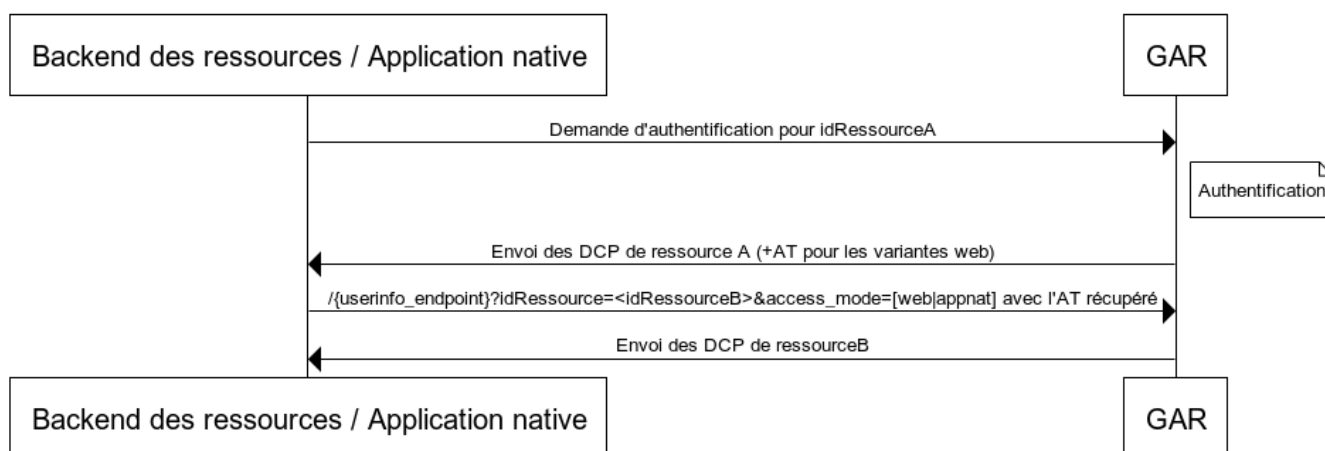 Backend des ressources / Application native
GAR
Demande d'authentification pour idRessourceA
Authentification
Envoi des DCP de ressource A (+AT pour les variantes web)
/{userinfo_endpoint}?idRessource=<idRessourceB>&access_mode=[web|appnat] avec l'AT récupéré
Envoi des DCP de ressourceB
Backend des ressources / Application native
GAR